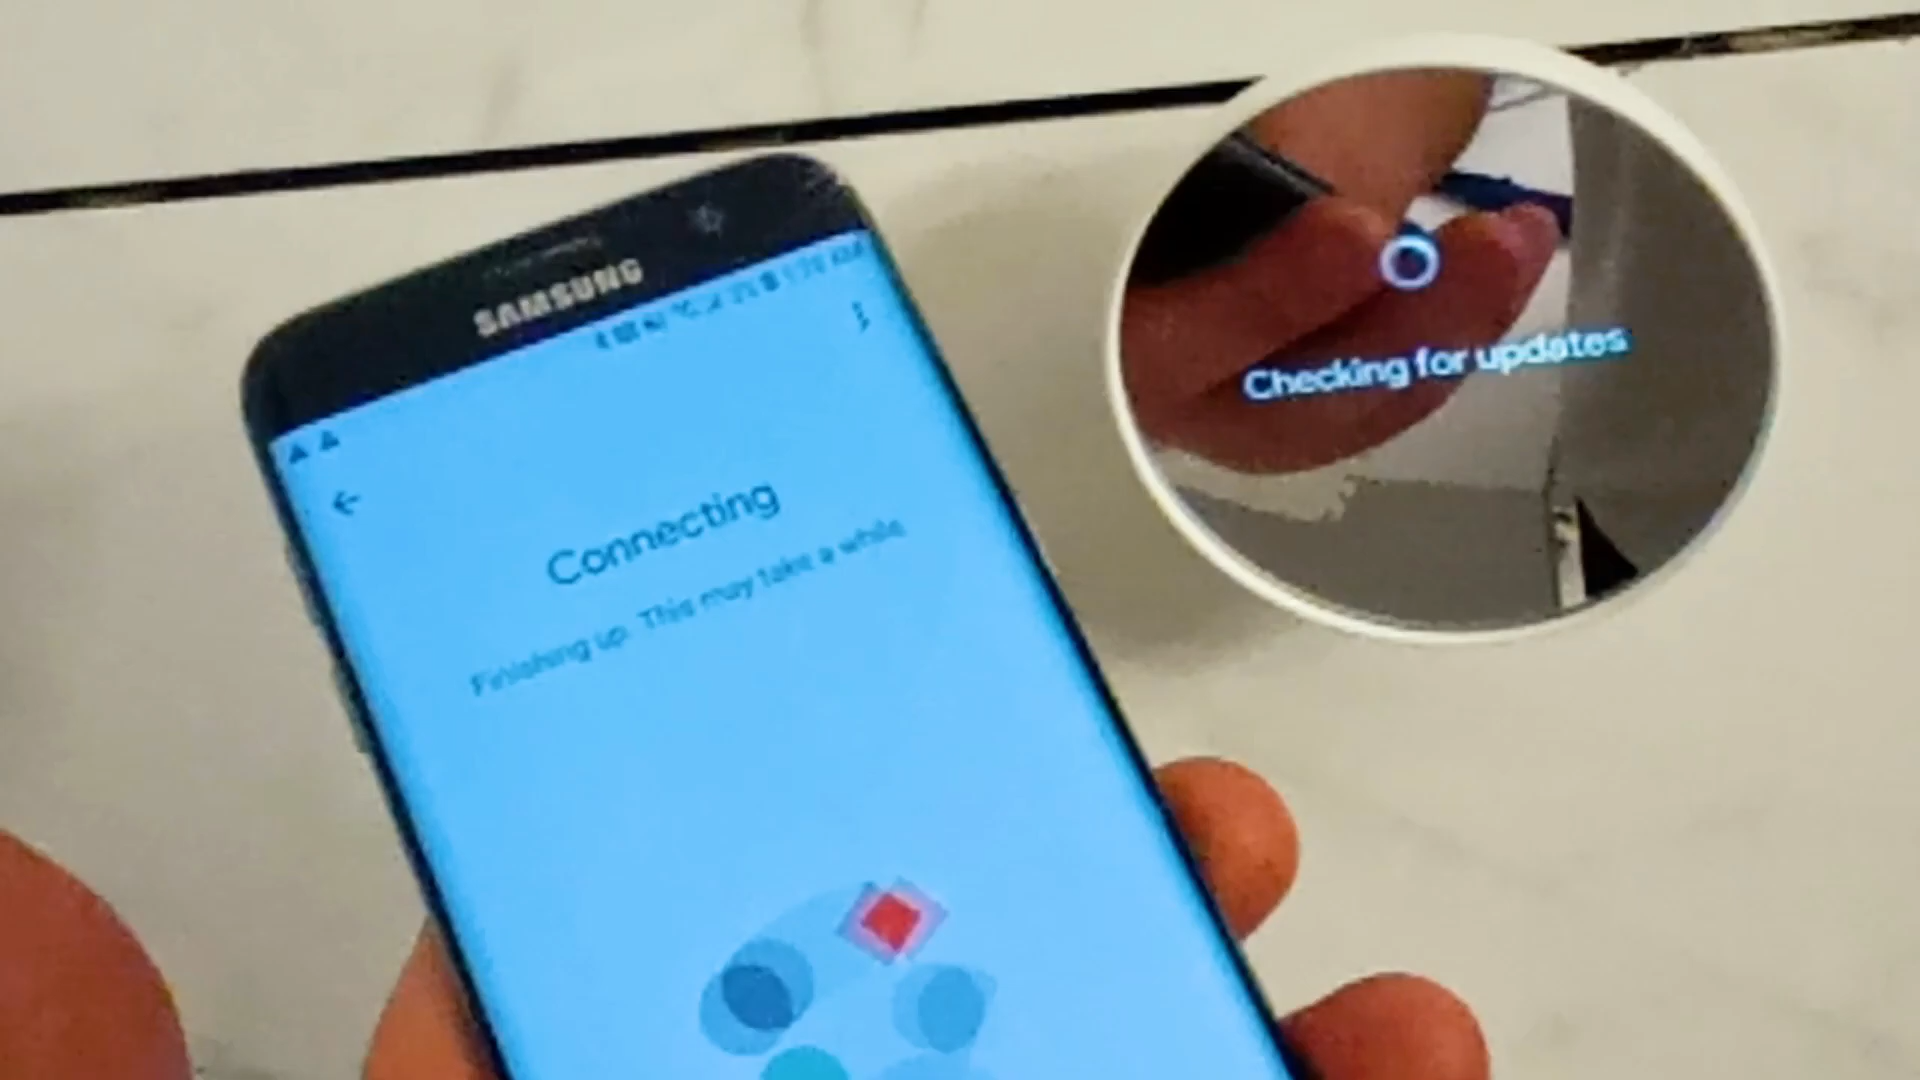 SAMSUNG
Connecting
Finishing up. This may take a while
Checking for updates